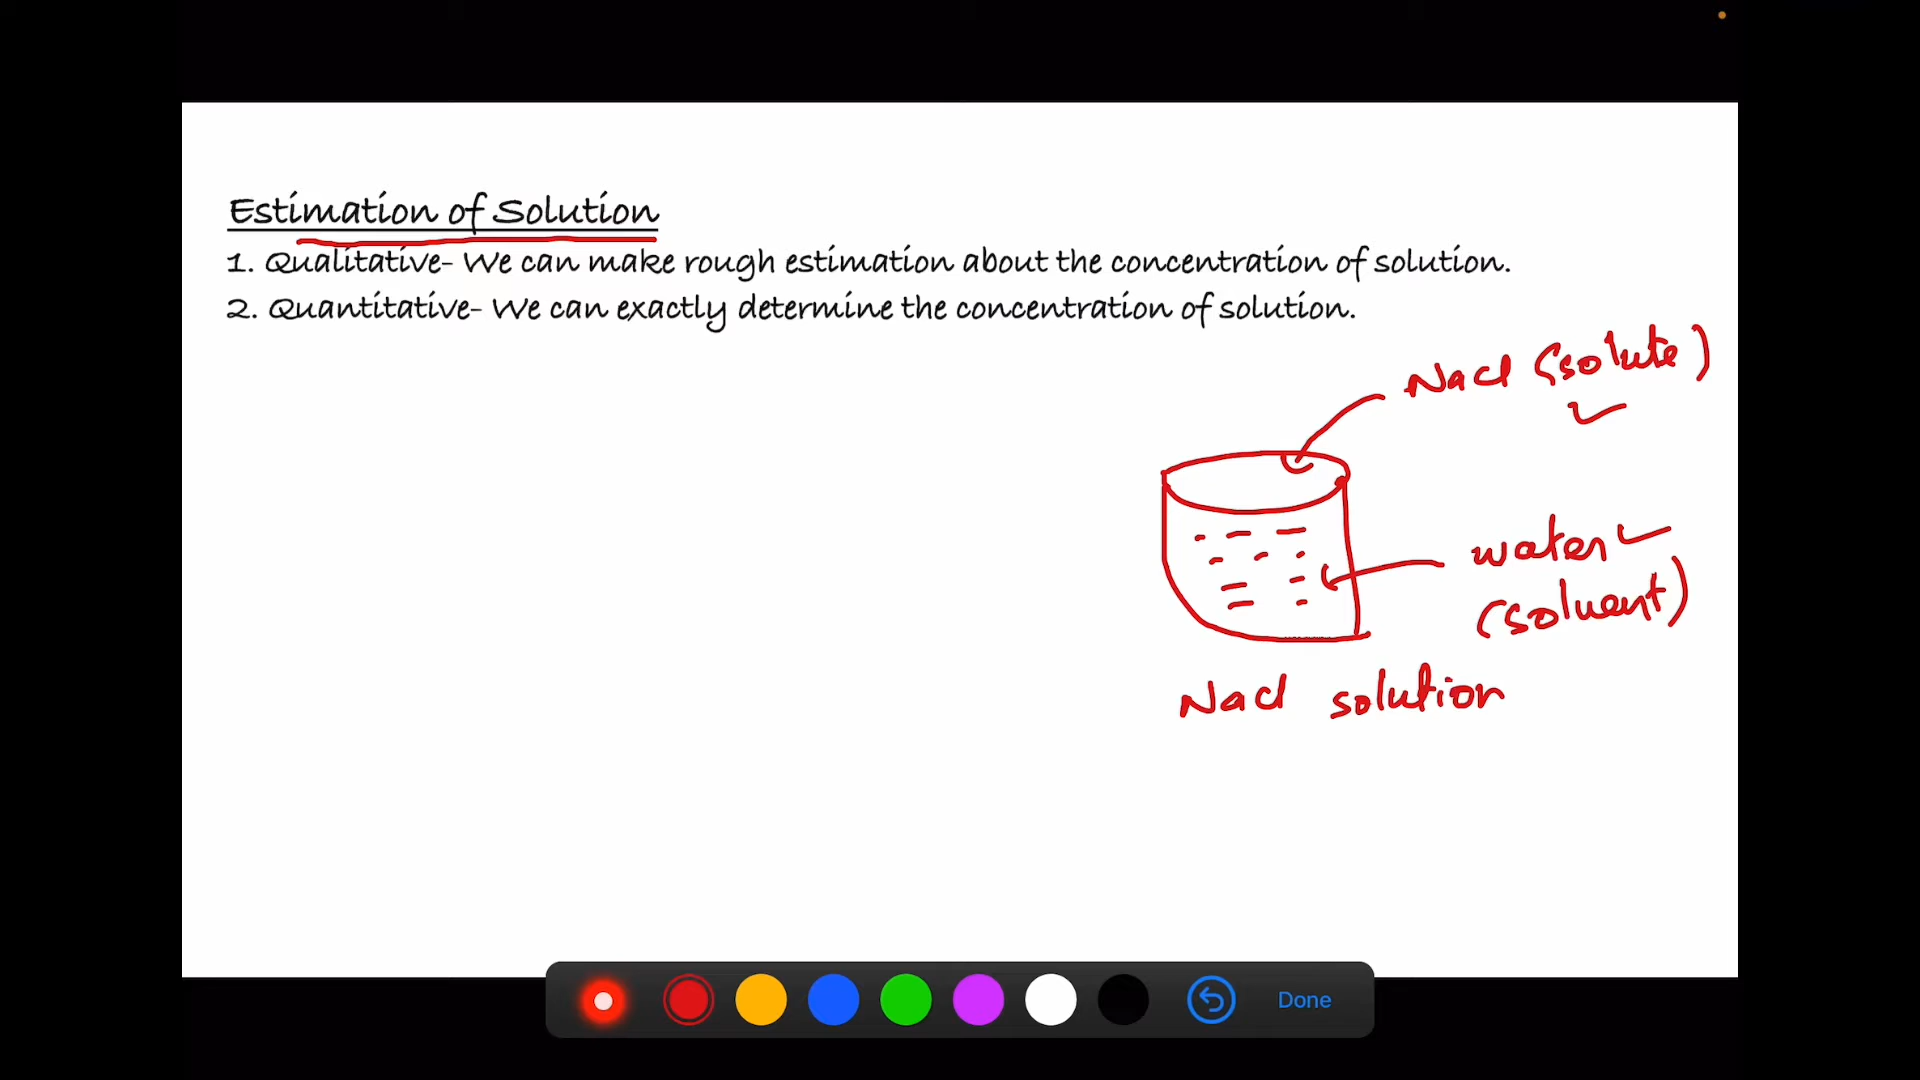 Estimation of Solution
1. Qualitative- We can make rough estimation about the concentration of solution.
2. Quantitative- We can exactly determine the concentration of solution.
Nacl (solute)
water
(solvent)
Nacl solution
Done